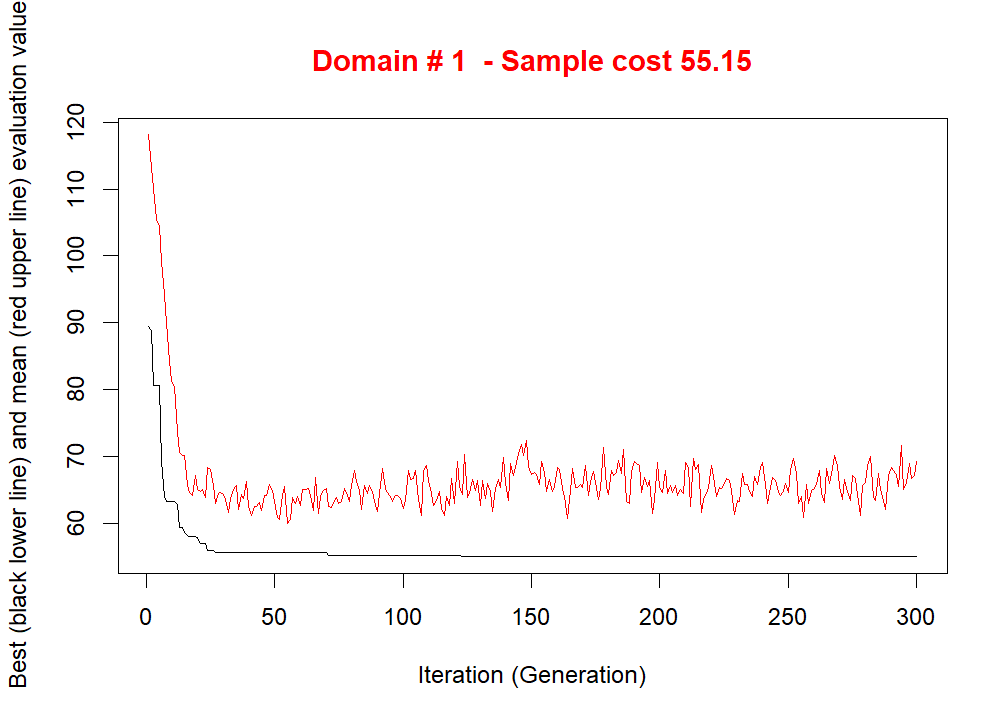 Domain # 1 - Sample cost 55.15
Best (black lower line) and mean (red upper line) evaluation value
120
110
100
90
80
70
60
0 50 100 150 200 250 300
Iteration (Generation)